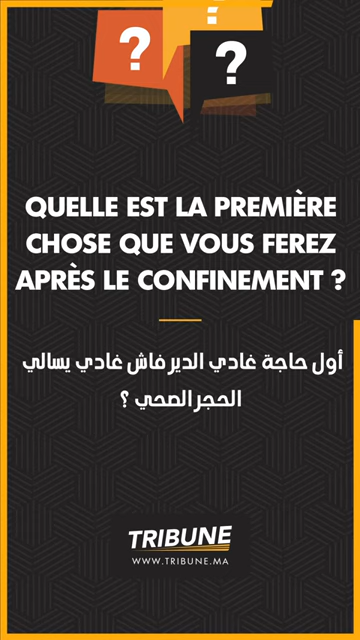 ? ? ?
QUELLE EST LA PREMIÈRE
CHOSE QUE VOUS FEREZ
APRÈS LE CONFINEMENT ?
أول حاجة غادي الدير فاش غادي يسالي
الحجر الصحي ؟
TRIBUNE
WWW.TRIBUNE.MA